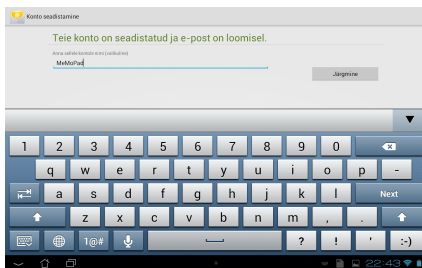 Konto seadistamine
Teie konto on seadistatud ja e-post on loomisel.
Anna sellele kontole nimi (valikuline)
MeMoPad
Järgmine
1 2 3 4 5 6 7 8 9 0
q w e r t y u i o p -
a s d f g h j k l Next
z x c v b n m , .
1@# ? ! ' :-)
22:43